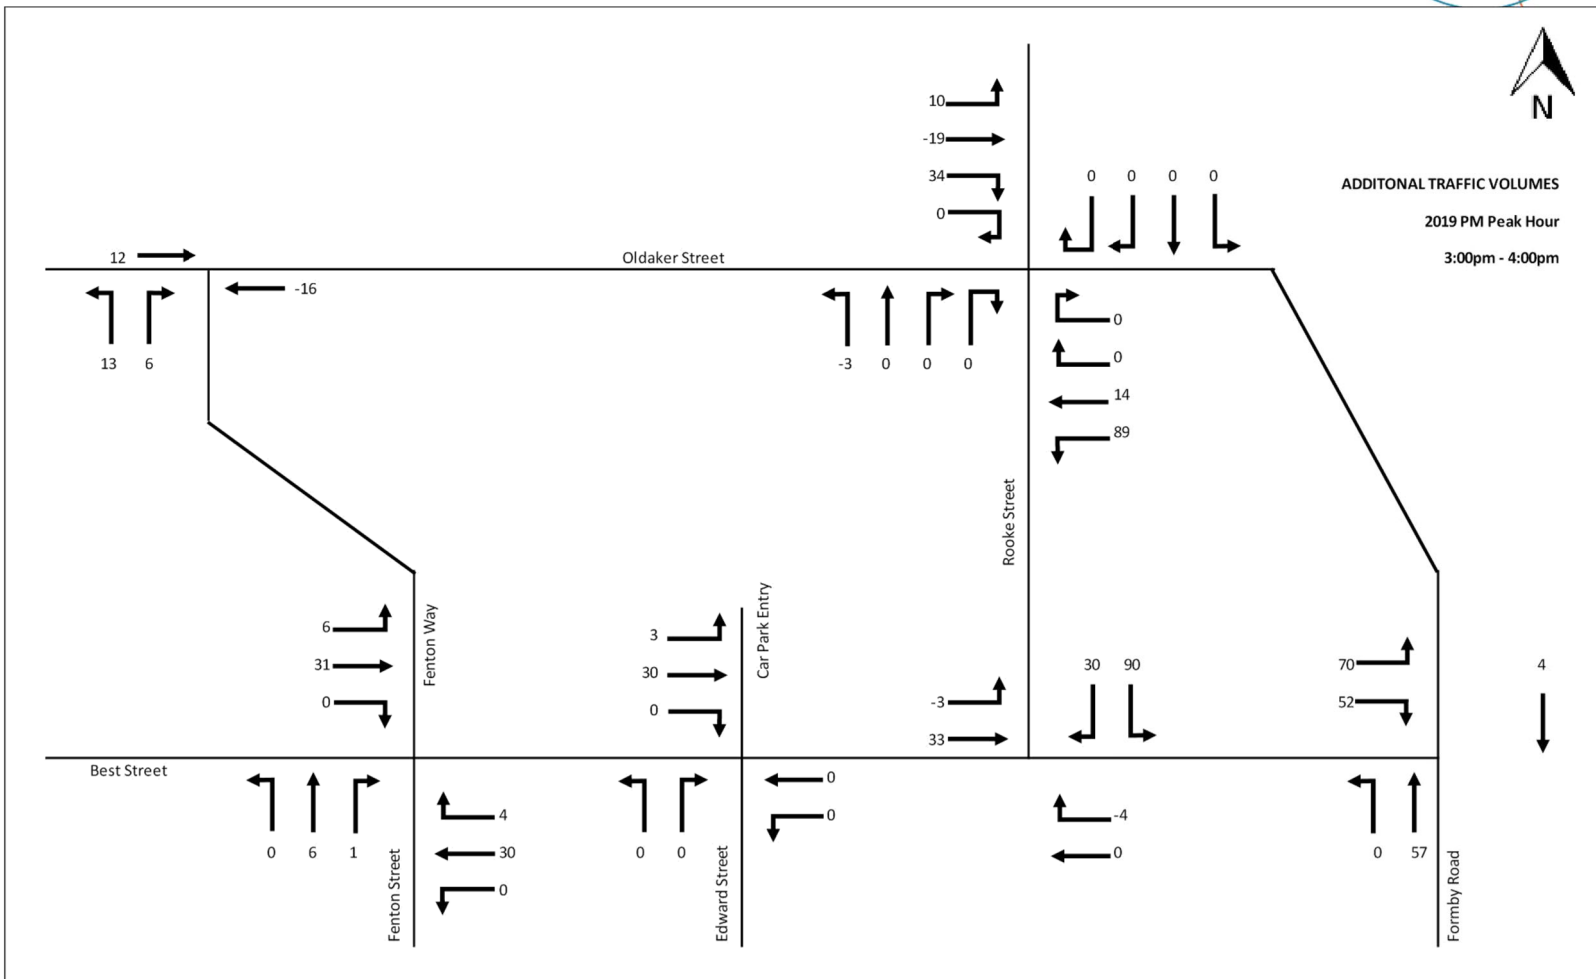 N
ADDITONAL TRAFFIC VOLUMES
2019 PM Peak Hour
3:00pm - 4:00pm
10
-19
34
0
0 0 0 0
12
Oldaker Street
-16
13 6
-3 0 0 0
0
0
14
89
Rooke Street
Fenton Way
6
31
0
Car Park Entry
3
30
0
-3
33
30 90
70
52
4
Best Street
0 6 1
4
30
0
Fenton Street
0 0
0
0
Edward Street
-4
0
0 57
Formby Road